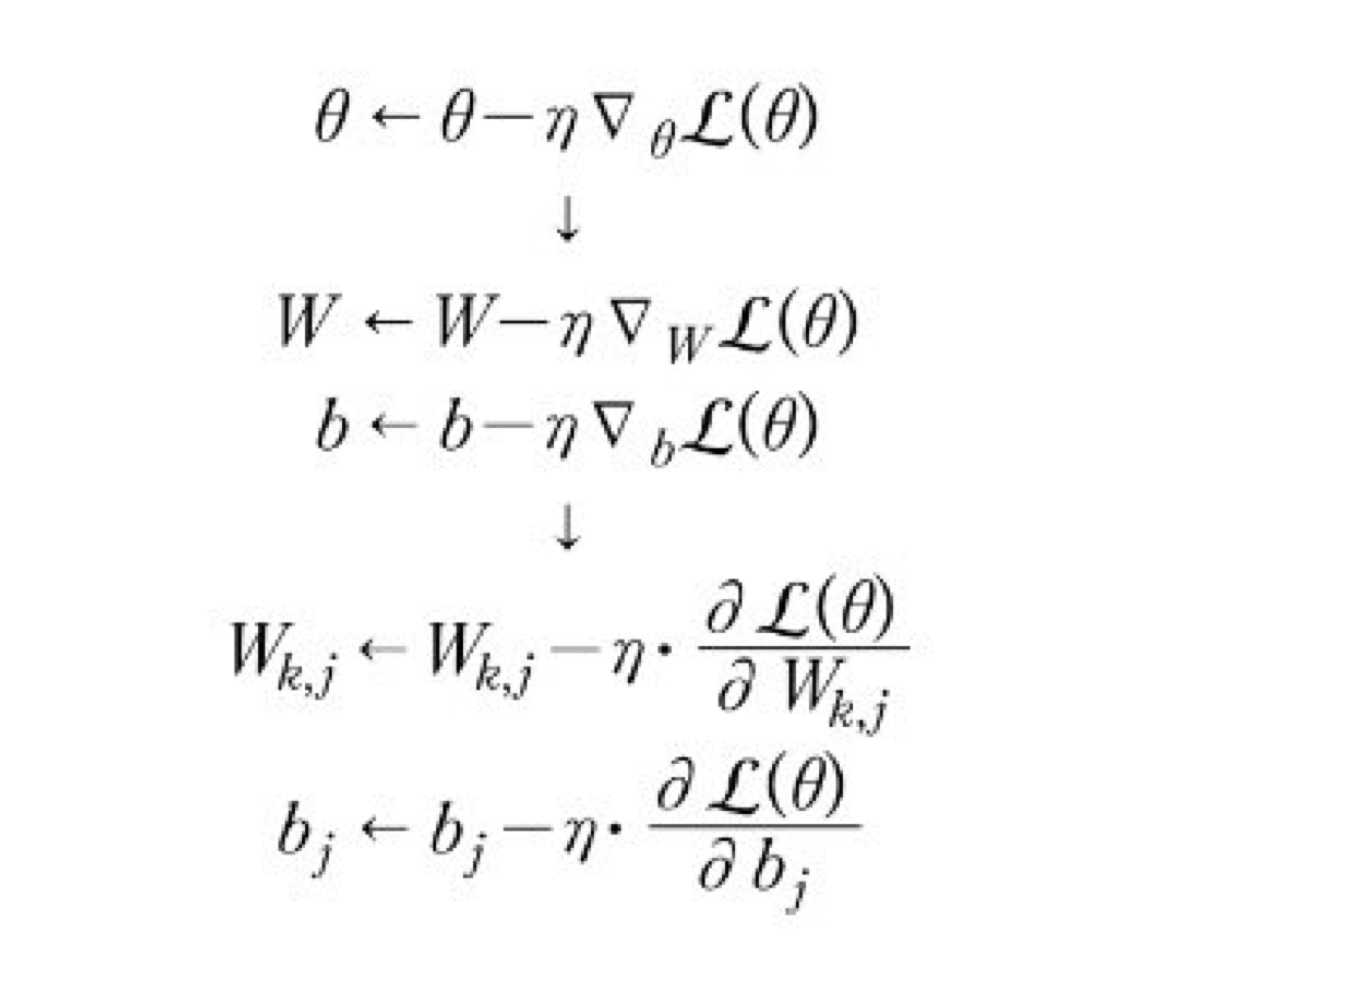 θ ← θ − η ∇_θ ℒ(θ)
↓
W ← W − η ∇_W ℒ(θ)
b ← b − η ∇_b ℒ(θ)
↓
W_{k,j} ← W_{k,j} − η · ∂ ℒ(θ) / ∂ W_{k,j}
b_j ← b_j − η · ∂ ℒ(θ) / ∂ b_j